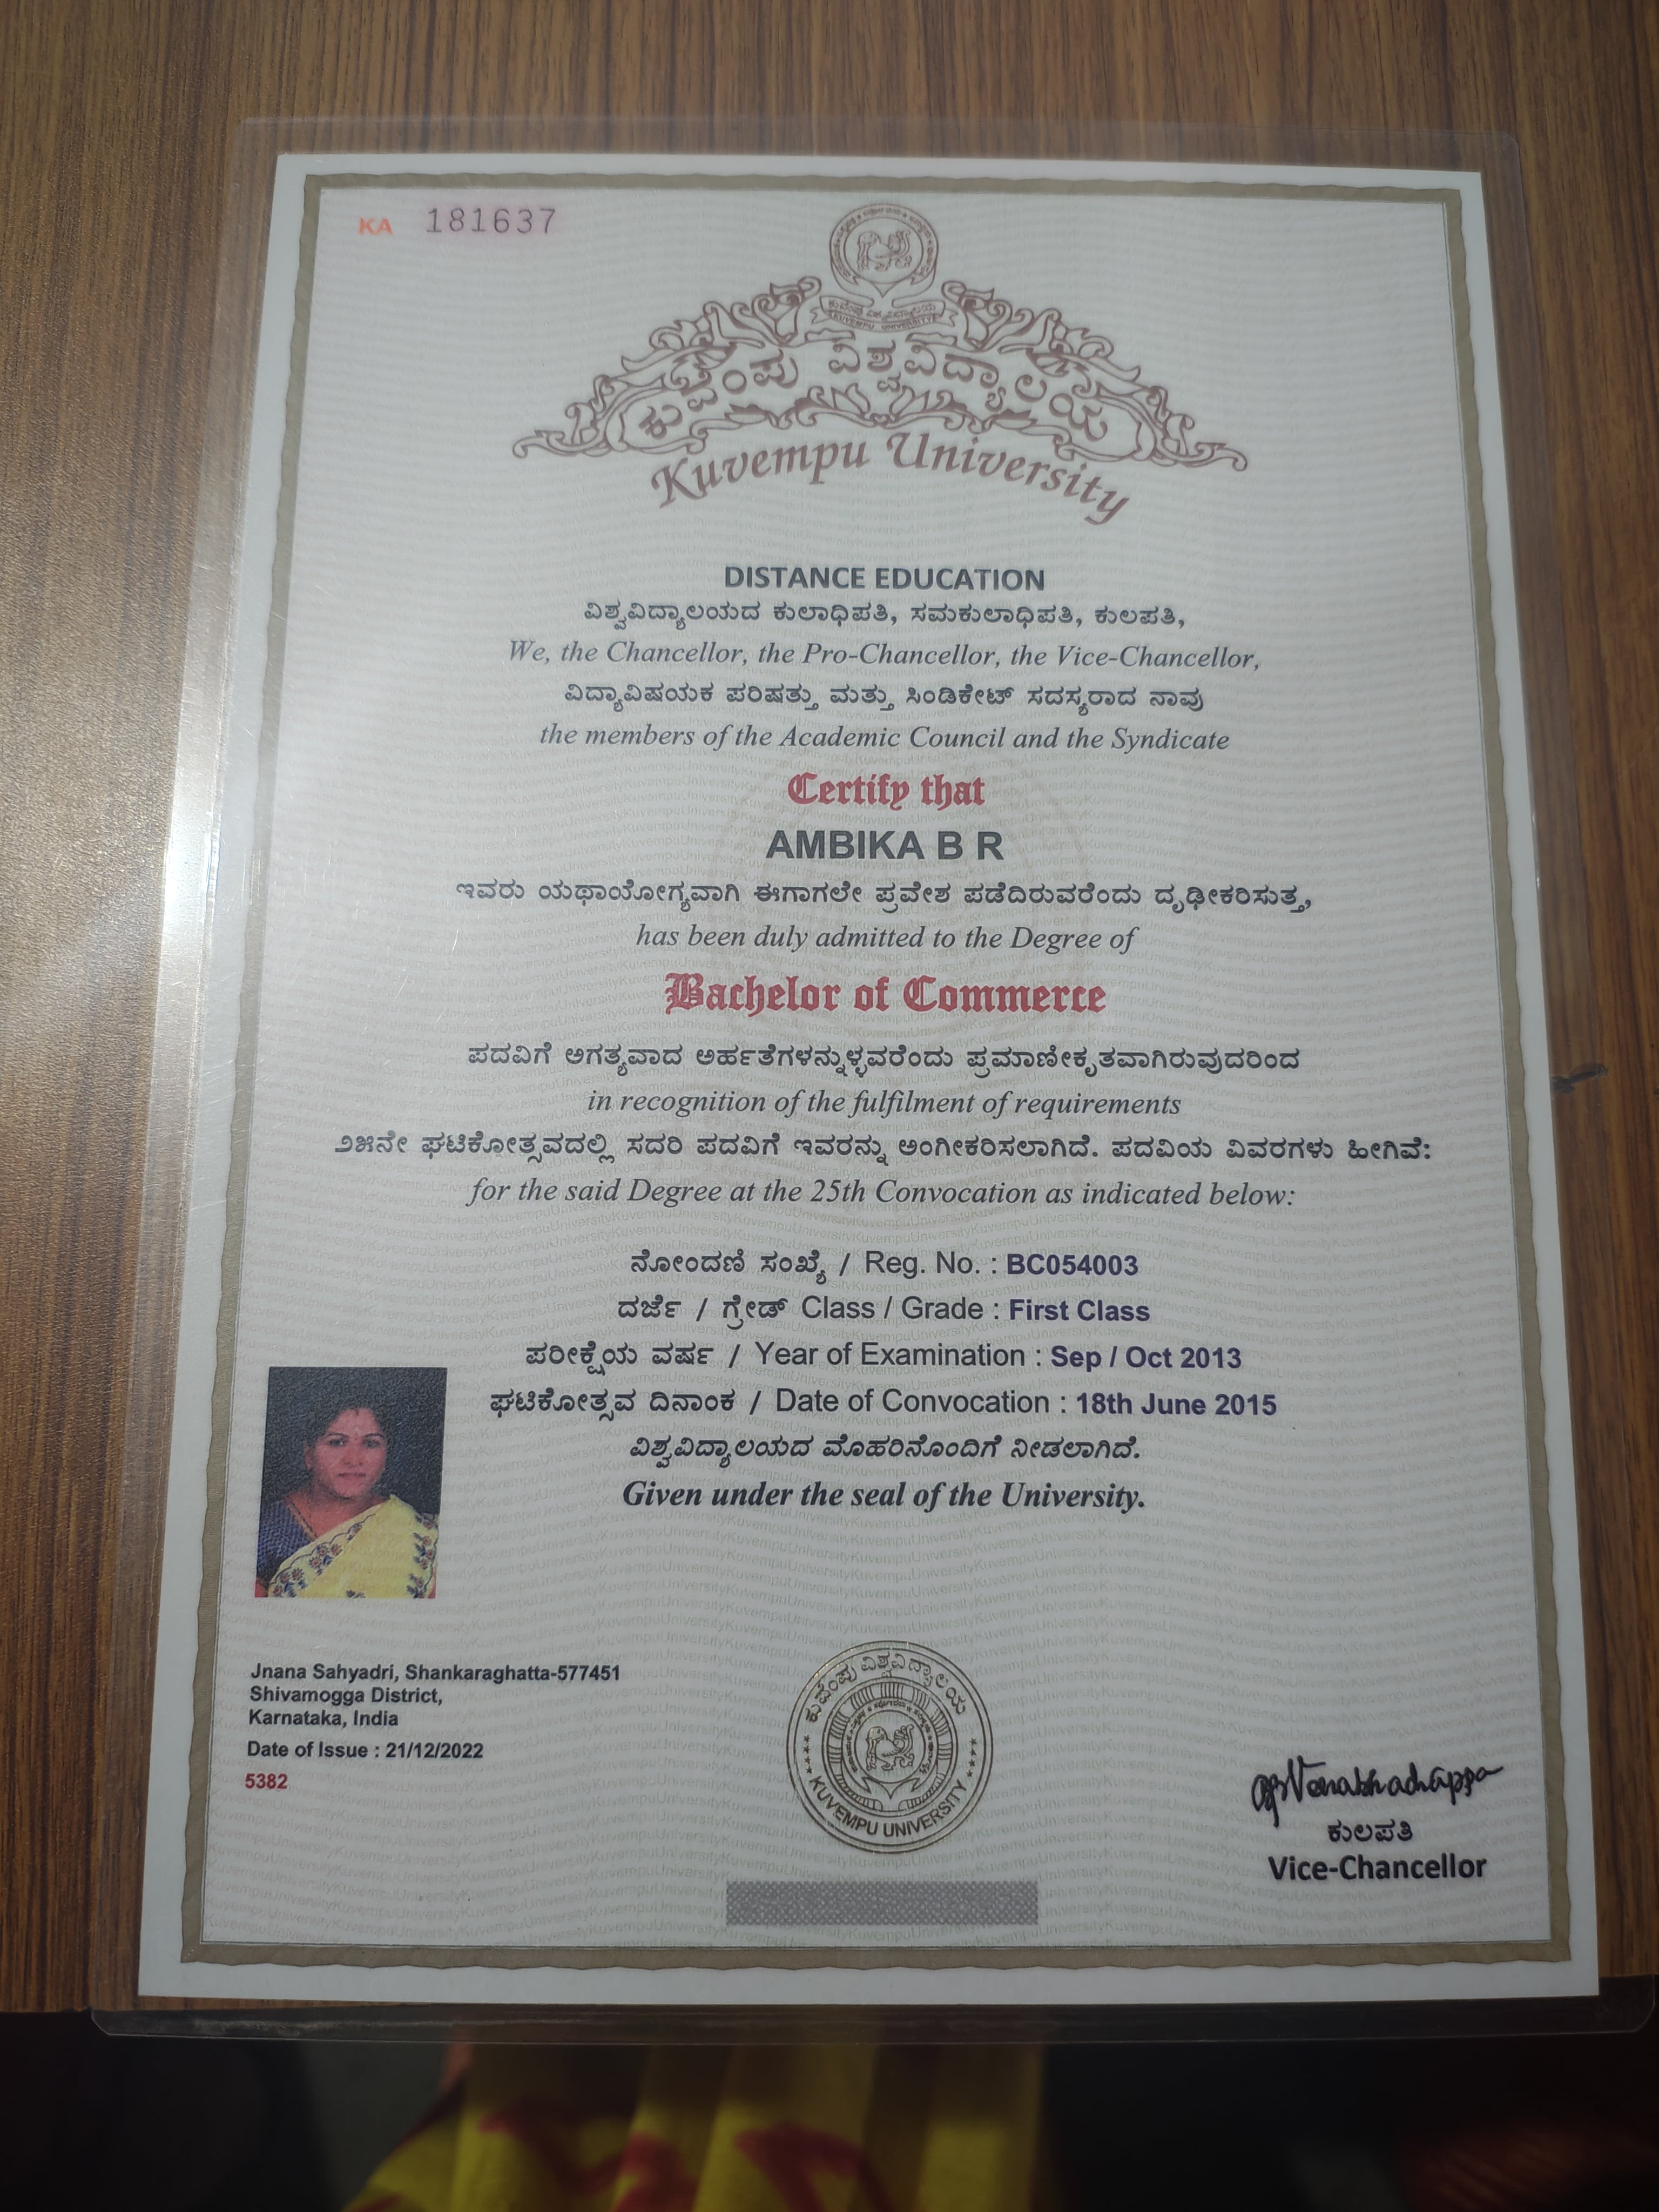 KA 181637
ಕುವೆಂಪು ವಿಶ್ವವಿದ್ಯಾಲಯ
KUVEMPU UNIVERSITY
ಕುವೆಂಪು ವಿಶ್ವವಿದ್ಯಾಲಯ
Kuvempu University
DISTANCE EDUCATION
ವಿಶ್ವವಿದ್ಯಾಲಯದ ಕುಲಾಧಿಪತಿ, ಸಮಕುಲಾಧಿಪತಿ, ಕುಲಪತಿ,
We, the Chancellor, the Pro-Chancellor, the Vice-Chancellor,
ವಿದ್ಯಾವಿಷಯಕ ಪರಿಷತ್ತು ಮತ್ತು ಸಿಂಡಿಕೇಟ್ ಸದಸ್ಯರಾದ ನಾವು
the members of the Academic Council and the Syndicate
Certify that
AMBIKA B R
ಇವರು ಯಥಾಯೋಗ್ಯವಾಗಿ ಈಗಾಗಲೇ ಪ್ರವೇಶ ಪಡೆದಿರುವರೆಂದು ದೃಢೀಕರಿಸುತ್ತ,
has been duly admitted to the Degree of
Bachelor of Commerce
ಪದವಿಗೆ ಅಗತ್ಯವಾದ ಅರ್ಹತೆಗಳನ್ನುಳ್ಳವರೆಂದು ಪ್ರಮಾಣೀಕೃತವಾಗಿರುವುದರಿಂದ
in recognition of the fulfilment of requirements
೨೫ನೇ ಘಟಿಕೋತ್ಸವದಲ್ಲಿ ಸದರಿ ಪದವಿಗೆ ಇವರನ್ನು ಅಂಗೀಕರಿಸಲಾಗಿದೆ. ಪದವಿಯ ವಿವರಗಳು ಹೀಗಿವೆ:
for the said Degree at the 25th Convocation as indicated below:
ನೋಂದಣಿ ಸಂಖ್ಯೆ / Reg. No. : BC054003
ದರ್ಜೆ / ಗ್ರೇಡ್ Class / Grade : First Class
ಪರೀಕ್ಷೆಯ ವರ್ಷ / Year of Examination : Sep / Oct 2013
ಘಟಿಕೋತ್ಸವ ದಿನಾಂಕ / Date of Convocation : 18th June 2015
ವಿಶ್ವವಿದ್ಯಾಲಯದ ಮೊಹರಿನೊಂದಿಗೆ ನೀಡಲಾಗಿದೆ.
Given under the seal of the University.
Jnana Sahyadri, Shankaraghatta-577451
Shivamogga District,
Karnataka, India
Date of Issue : 21/12/2022
5382
ಕುವೆಂಪು ವಿಶ್ವವಿದ್ಯಾಲಯ
KUVEMPU UNIVERSITY
ಕುಲಪತಿ
Vice-Chancellor